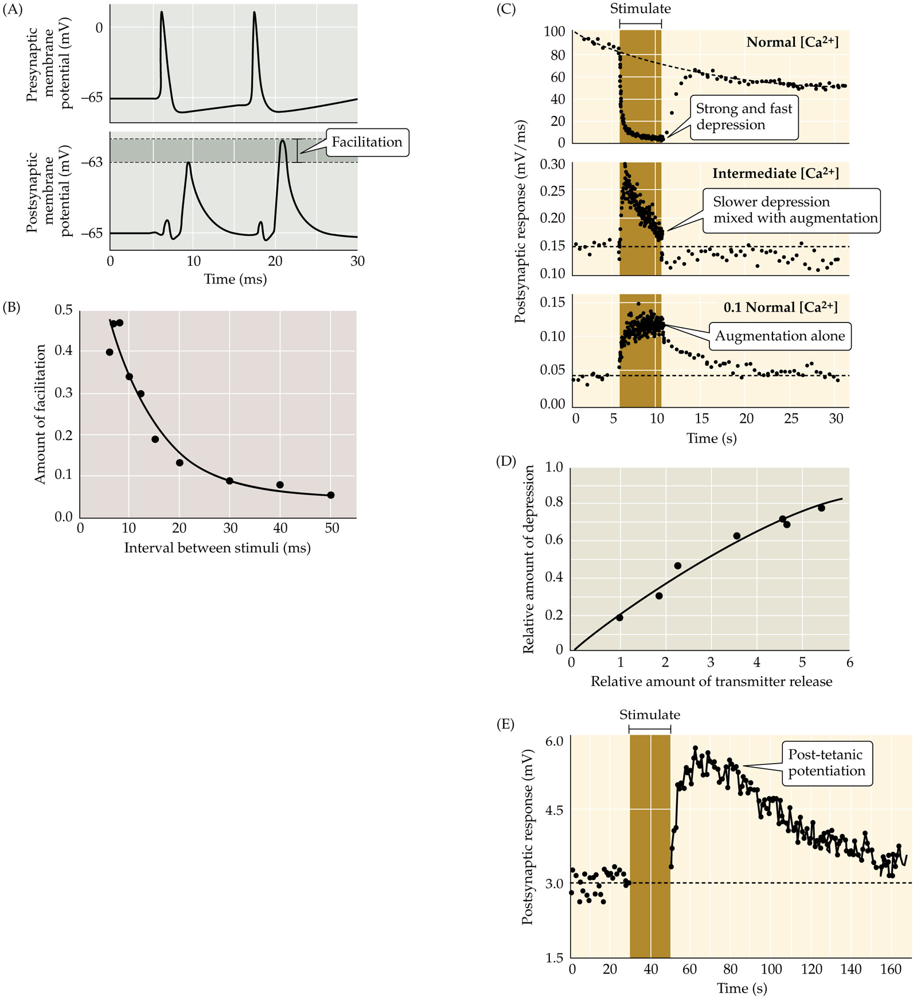 (A)
Presynaptic
membrane
potential (mV)
0
−65
Postsynaptic
membrane
potential (mV)
−63
−65
Facilitation
0 10 20 30
Time (ms)
(B)
Amount of facilitation
0.5
0.4
0.3
0.2
0.1
0.0
0 10 20 30 40 50
Interval between stimuli (ms)
(C)
Stimulate
Postsynaptic response (mV/ms)
100
80
60
40
20
0
Normal [Ca2+]
Strong and fast
depression
0.30
0.25
0.20
0.15
0.10
Intermediate [Ca2+]
Slower depression
mixed with augmentation
0.15
0.10
0.05
0.00
0.1 Normal [Ca2+]
Augmentation alone
0 5 10 15 20 25 30
Time (s)
(D)
Relative amount of depression
1.0
0.8
0.6
0.4
0.2
0
0 1 2 3 4 5 6
Relative amount of transmitter release
(E)
Stimulate
Postsynaptic response (mV)
6.0
4.5
3.0
1.5
Post-tetanic
potentiation
0 20 40 60 80 100 120 140 160
Time (s)